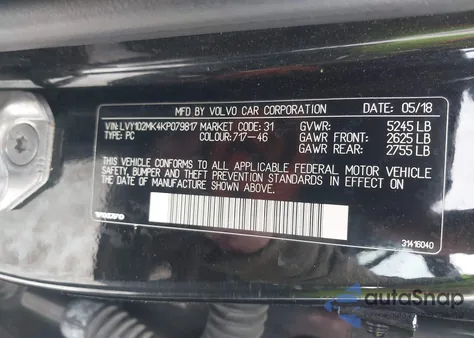 MFD BY VOLVO CAR CORPORATION DATE: 05/18
VIN: LVY102MK4KP079817 MARKET CODE: 31 GVWR: 5245 LB
TYPE: PC COLOUR: 717-46 GAWR FRONT: 2625 LB
GAWR REAR: 2755 LB
THIS VEHICLE CONFORMS TO ALL APPLICABLE FEDERAL MOTOR VEHICLE
SAFETY, BUMPER AND THEFT PREVENTION STANDARDS IN EFFECT ON
THE DATE OF MANUFACTURE SHOWN ABOVE.
VOLVO
31416040
autoSnap